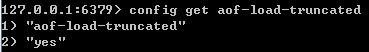 127.0.0.1:6379> config get aof-load-truncated
1) "aof-load-truncated"
2) "yes"